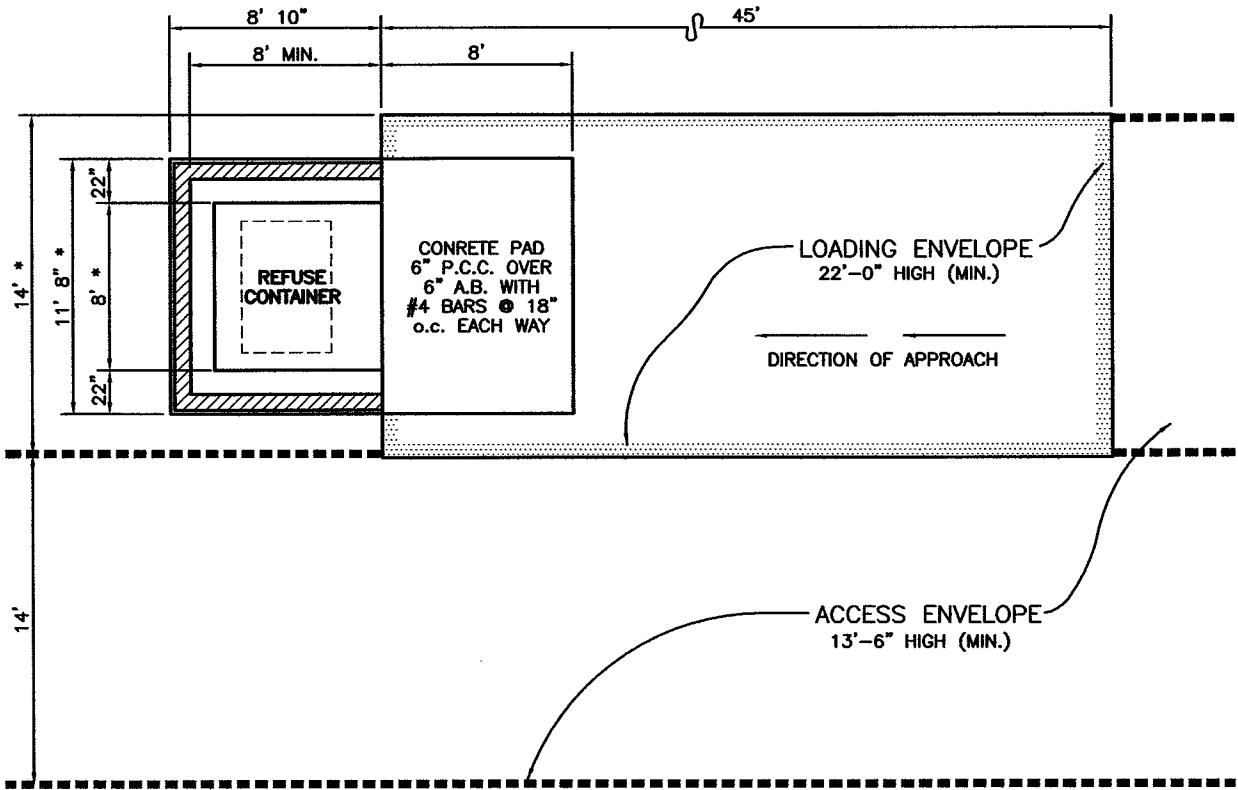 8' 10"
45'
8' MIN.
8'
22"
14' *
11' 8" *
8' *
22"
REFUSE
CONTAINER
CONRETE PAD
6" P.C.C. OVER
6" A.B. WITH
#4 BARS @ 18"
o.c. EACH WAY
LOADING ENVELOPE
22'-0" HIGH (MIN.)
DIRECTION OF APPROACH
14'
ACCESS ENVELOPE
13'-6" HIGH (MIN.)